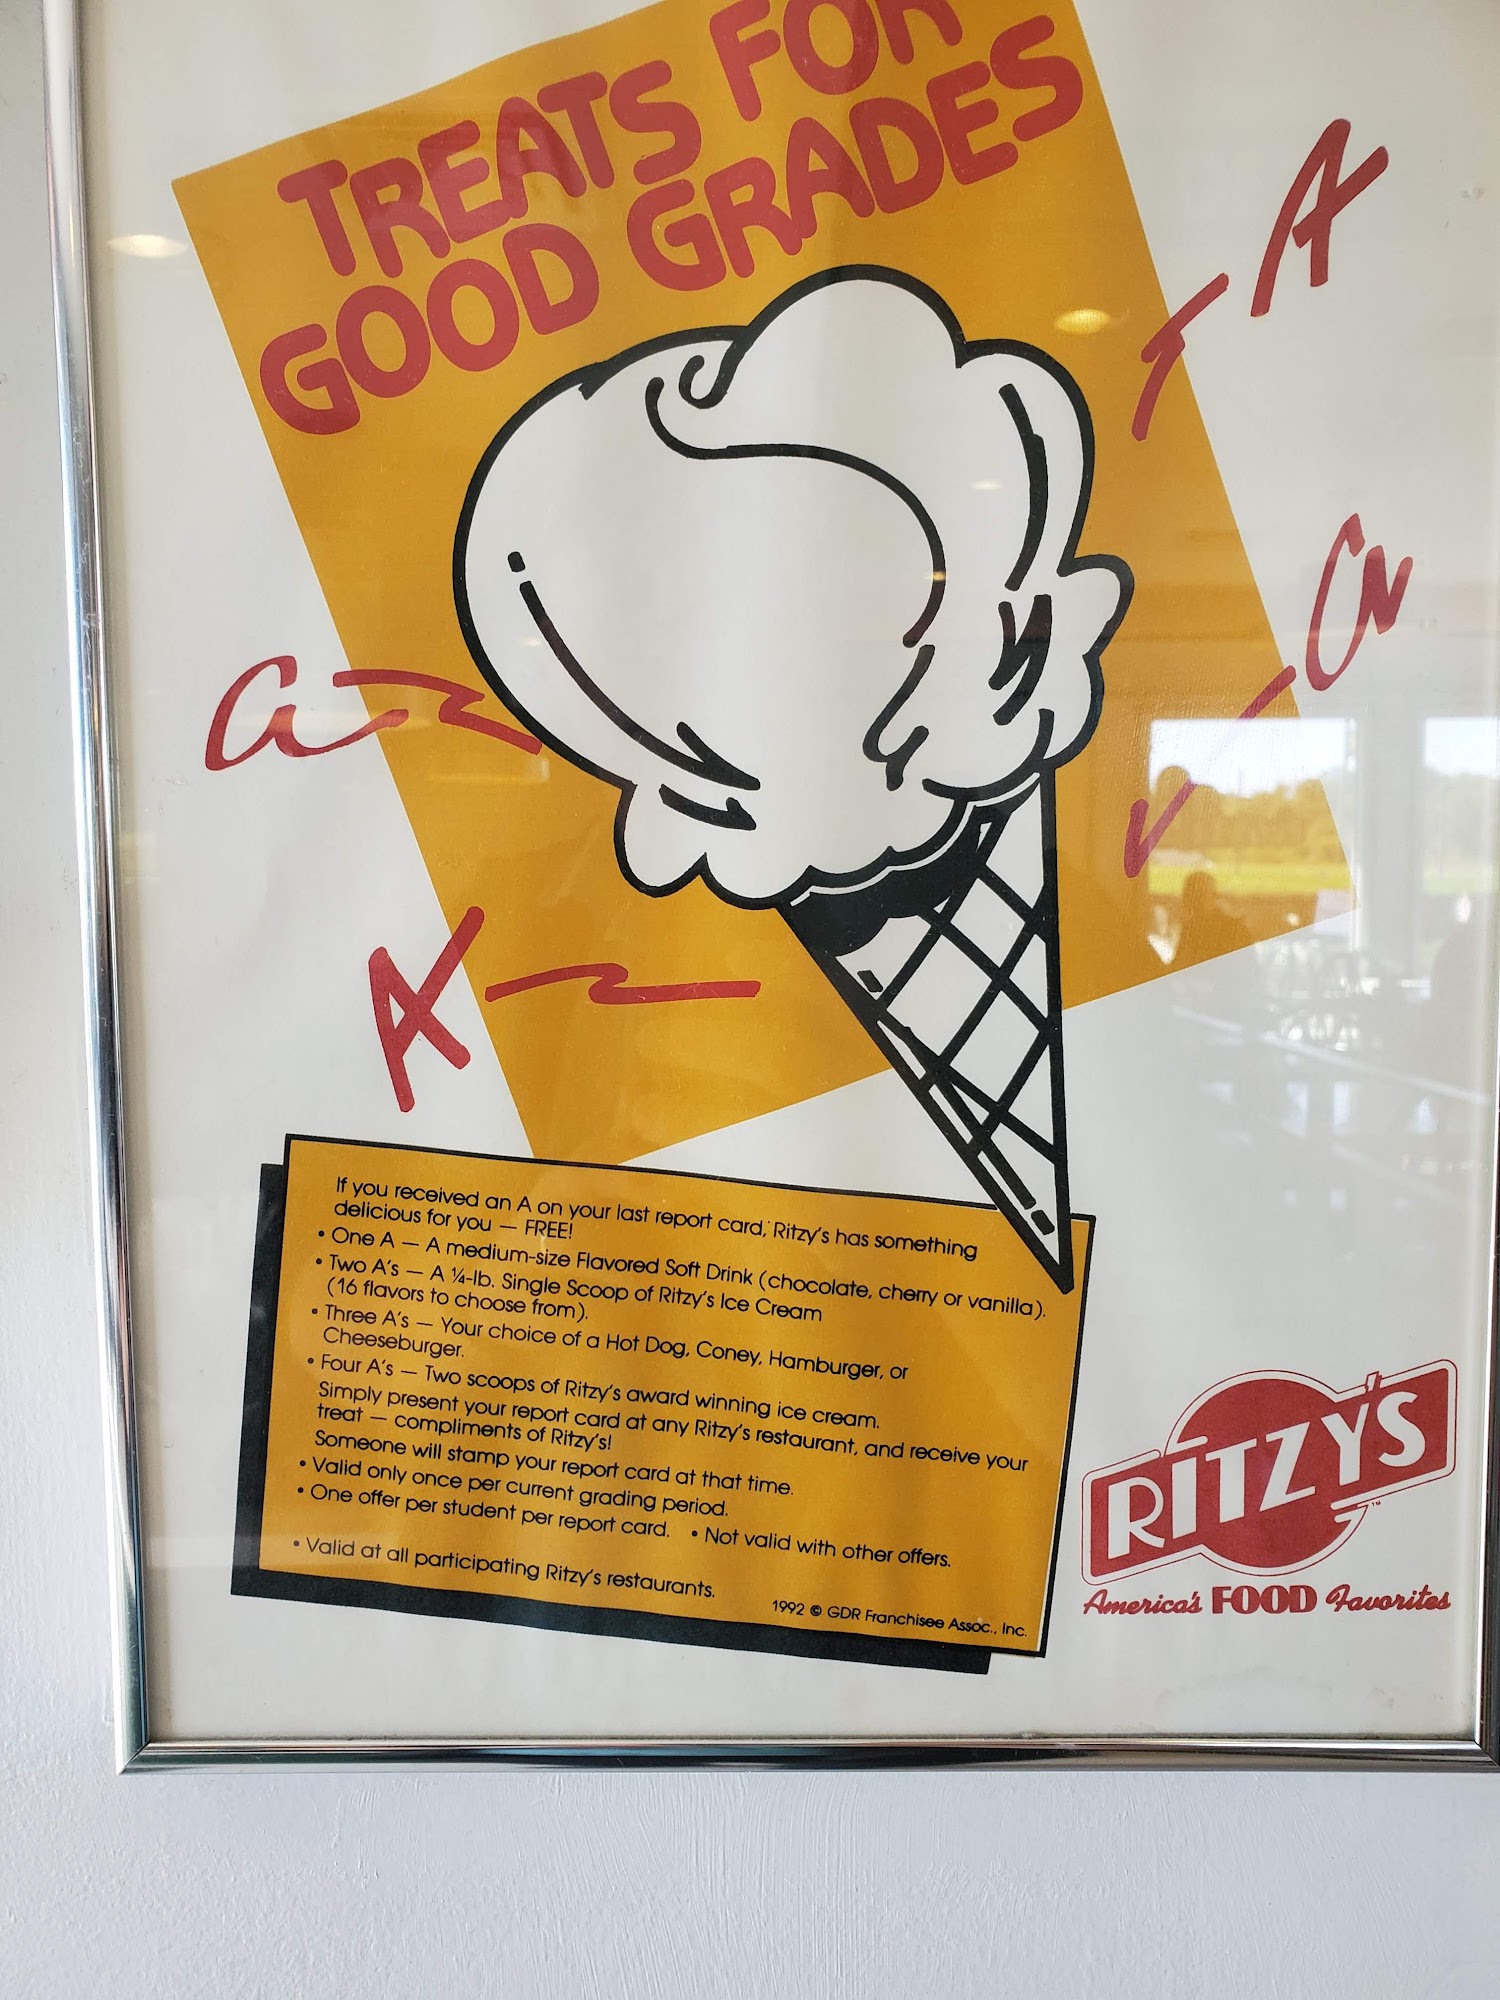 TREATS FOR
GOOD GRADES
A
A
a
A
If you received an A on your last report card, Ritzy's has something
delicious for you — FREE!
• One A — A medium-size Flavored Soft Drink (chocolate, cherry or vanilla).
• Two A's — A ¼-lb. Single Scoop of Ritzy's Ice Cream
(16 flavors to choose from).
• Three A's — Your choice of a Hot Dog, Coney, Hamburger, or
Cheeseburger.
• Four A's — Two scoops of Ritzy's award winning ice cream.
Simply present your report card at any Ritzy's restaurant, and receive your
treat — compliments of Ritzy's!
Someone will stamp your report card at that time.
• Valid only once per current grading period.
• One offer per student per report card. • Not valid with other offers.
• Valid at all participating Ritzy's restaurants.
1992 © GDR Franchisee Assoc., Inc.
RITZY'S™
America's FOOD Favorites